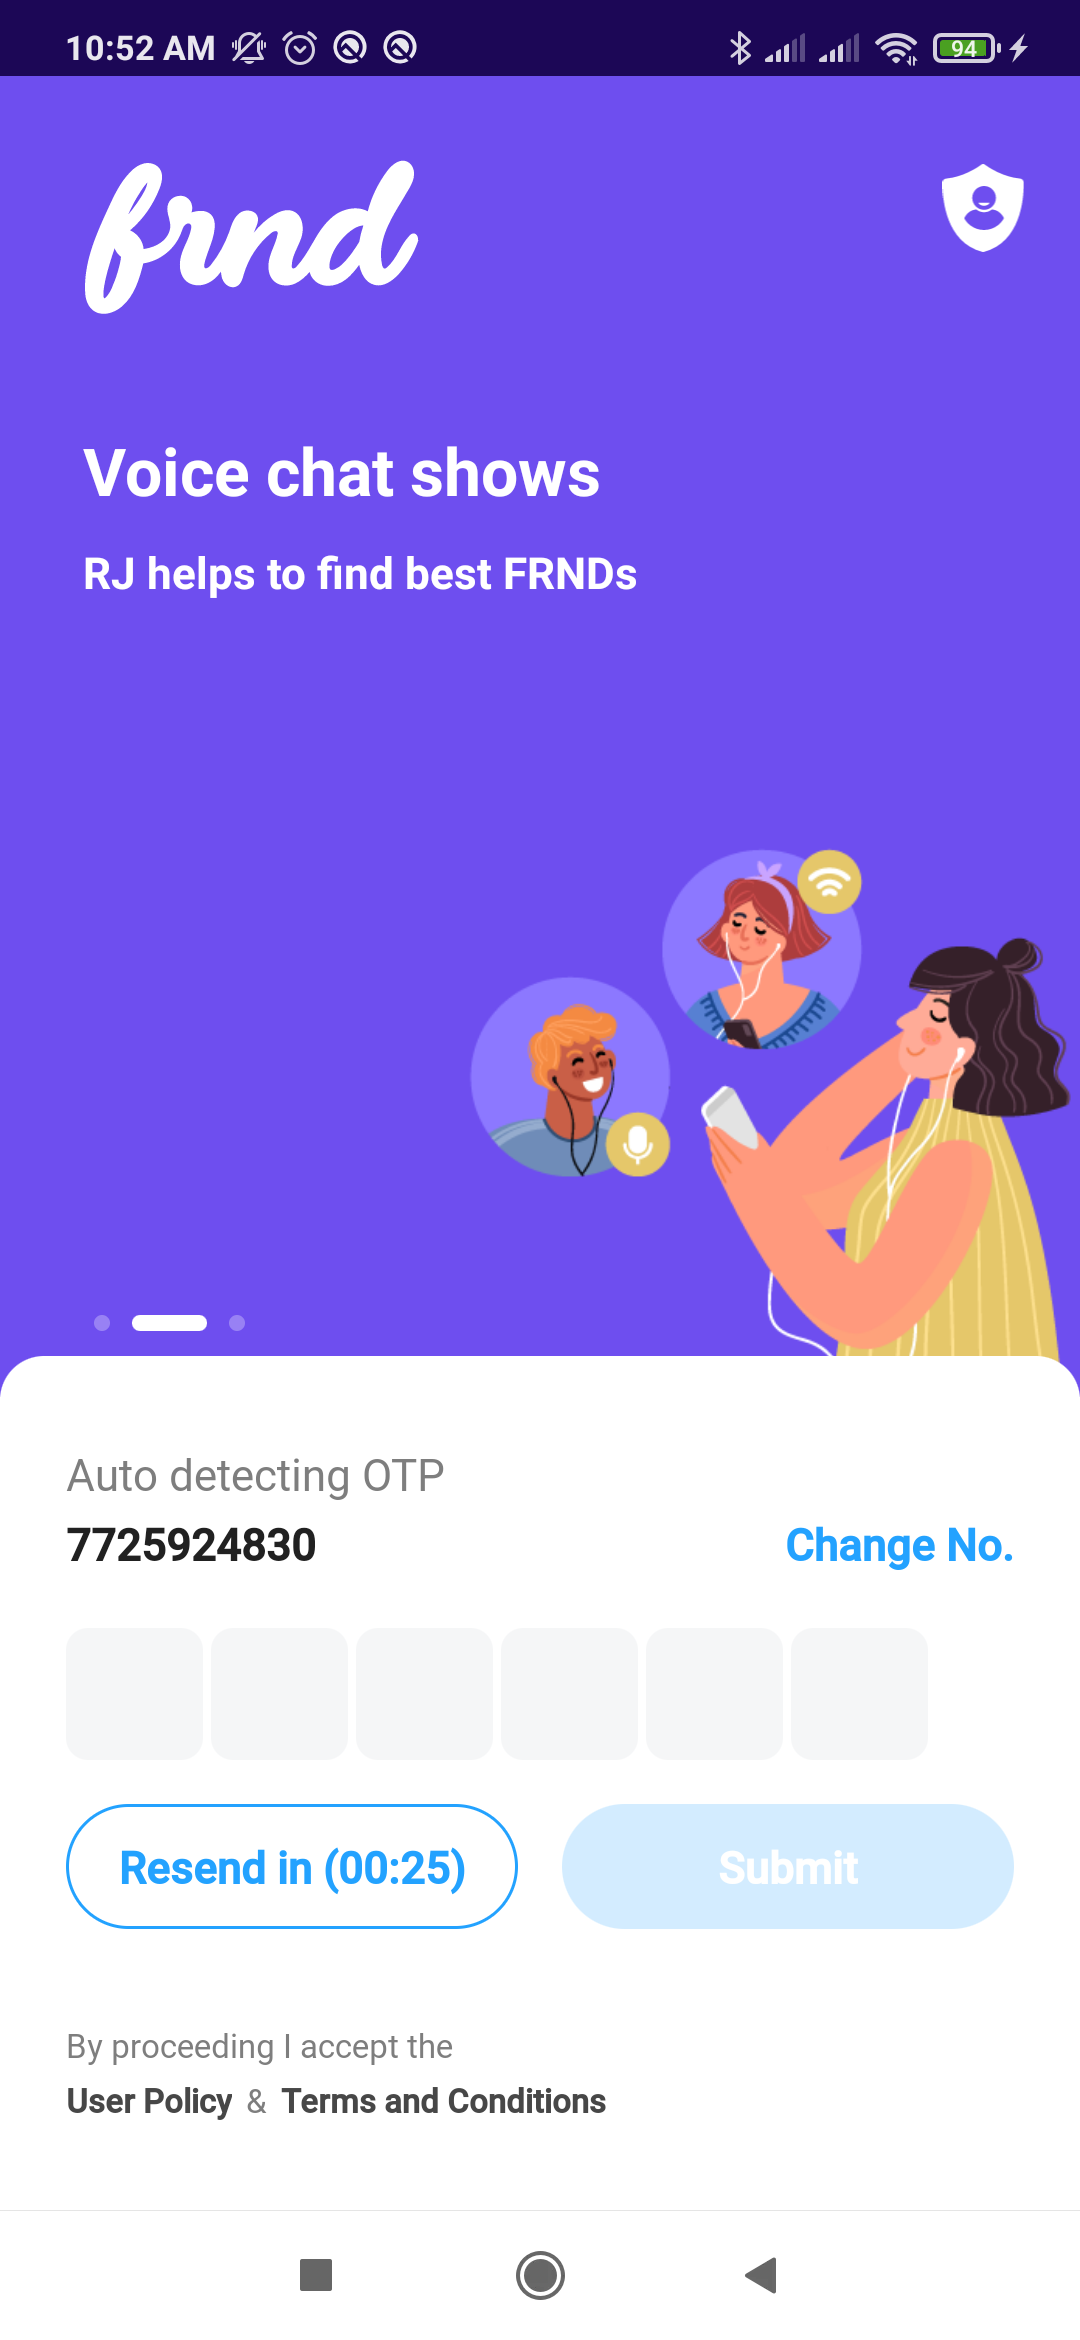 10:52 AM
94
frnd
Voice chat shows
RJ helps to find best FRNDs
Auto detecting OTP
7725924830
Change No.
Resend in (00:25)
Submit
By proceeding I accept the
User Policy & Terms and Conditions